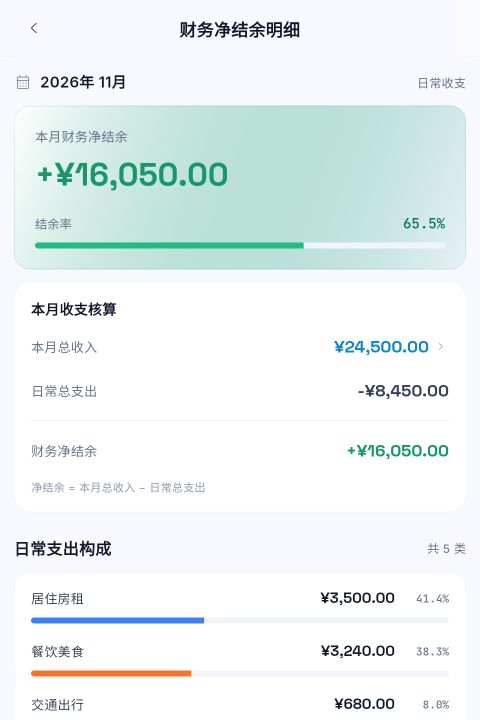 财务净结余明细
2026年 11月
日常收支
本月财务净结余
+¥16,050.00
结余率
65.5%
本月收支核算
本月总收入
¥24,500.00
日常总支出
-¥8,450.00
财务净结余
+¥16,050.00
净结余 = 本月总收入 − 日常总支出
日常支出构成
共 5 类
居住房租
¥3,500.00
41.4%
餐饮美食
¥3,240.00
38.3%
交通出行
¥680.00
8.0%